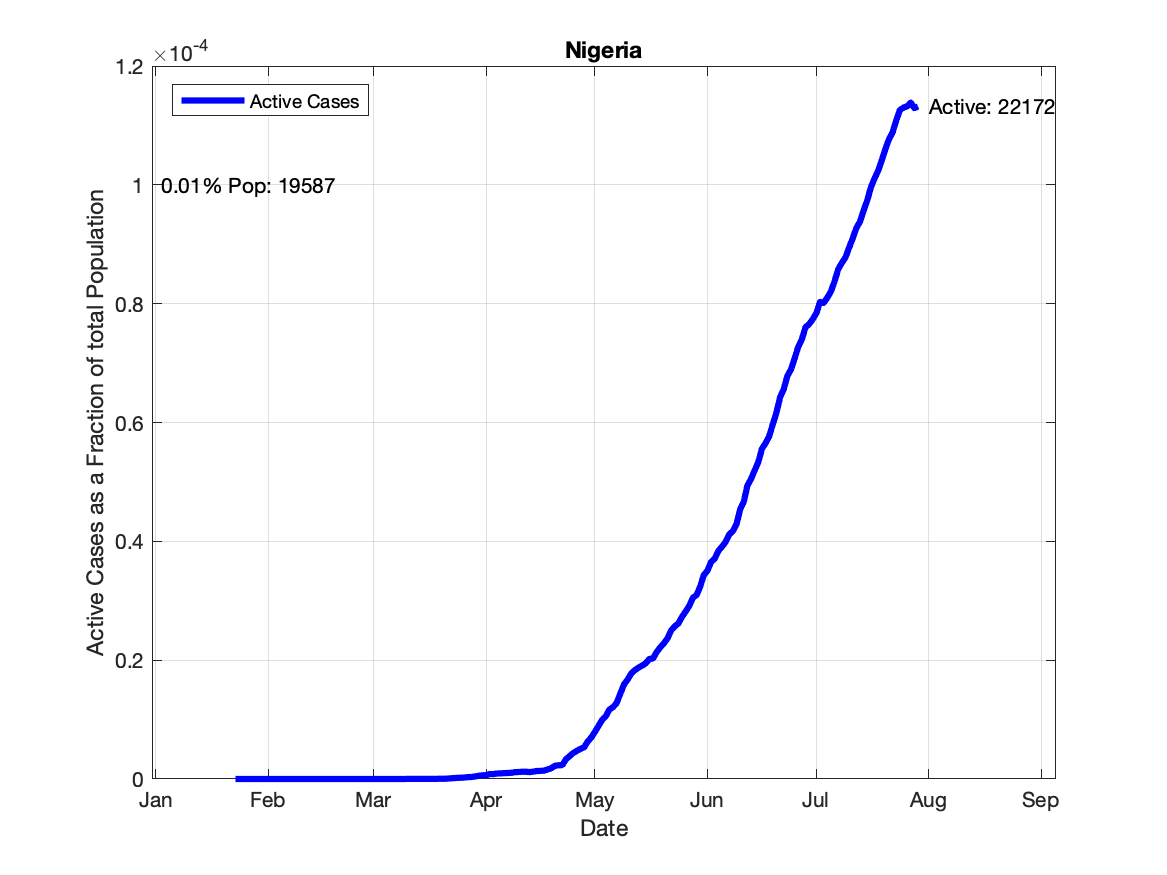 Nigeria
×10-4
1.2
1
0.8
0.6
0.4
0.2
0
Active Cases as a Fraction of total Population
Active Cases
0.01% Pop: 19587
Active: 22172
Jan Feb Mar Apr May Jun Jul Aug Sep
Date